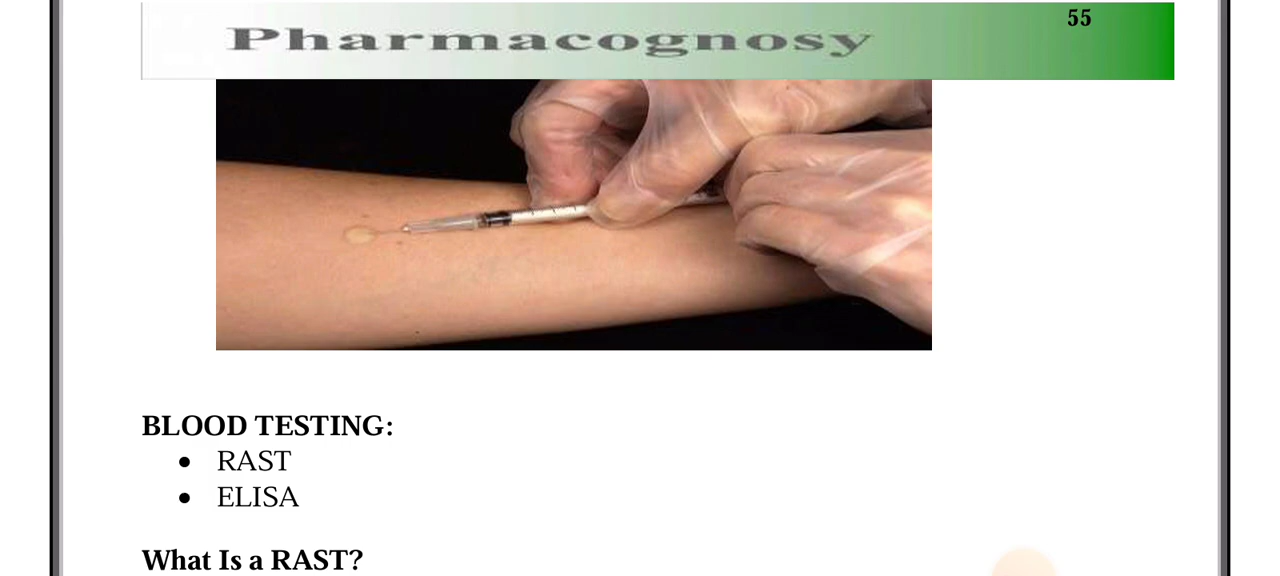 55
Pharmacognosy
BLOOD TESTING:
• RAST
• ELISA
What Is a RAST?